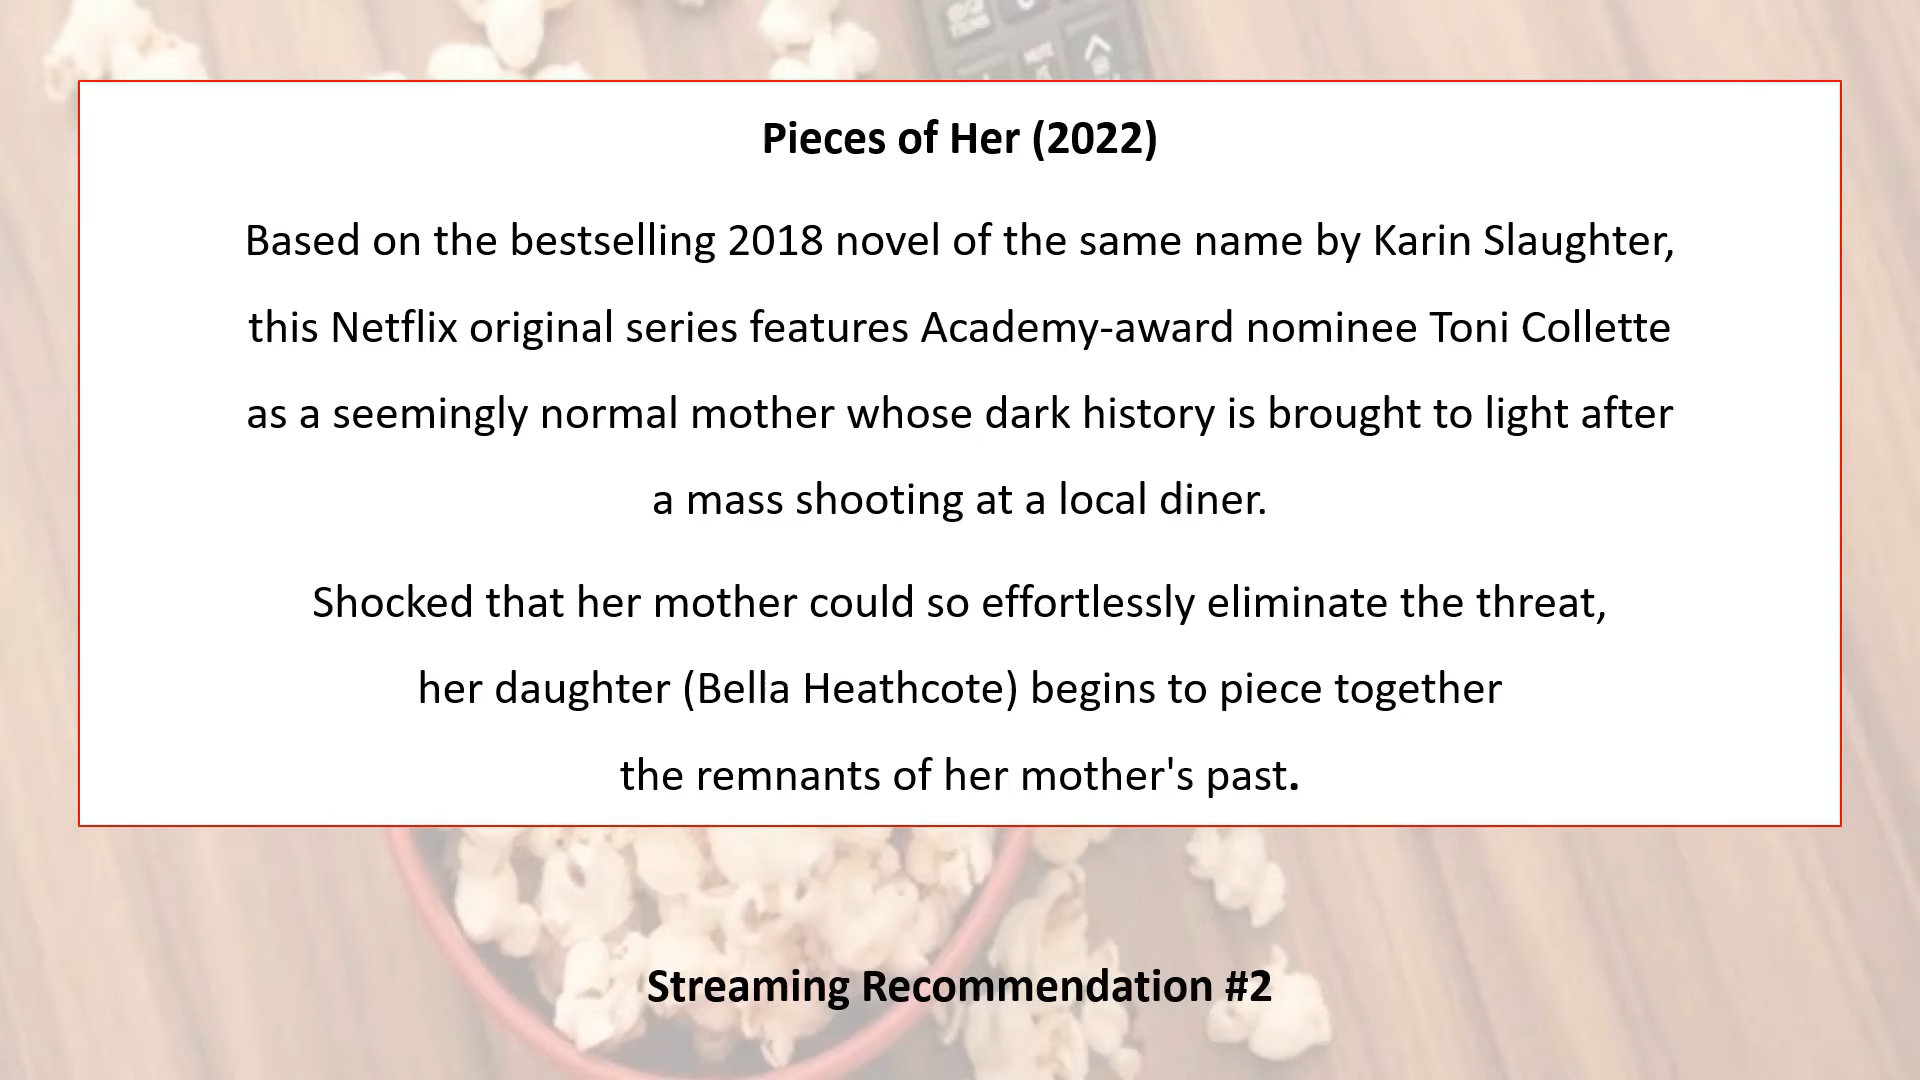 Pieces of Her (2022)
Based on the bestselling 2018 novel of the same name by Karin Slaughter,
this Netflix original series features Academy-award nominee Toni Collette
as a seemingly normal mother whose dark history is brought to light after
a mass shooting at a local diner.
Shocked that her mother could so effortlessly eliminate the threat,
her daughter (Bella Heathcote) begins to piece together
the remnants of her mother's past.
Streaming Recommendation #2